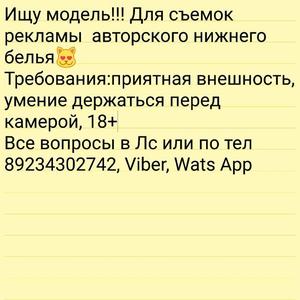 Ищу модель!!! Для съемок
рекламы  авторского нижнего
белья😻
Требования:приятная внешность,
умение держаться перед
камерой, 18+
Все вопросы в Лс или по тел
89234302742, Viber, Wats App